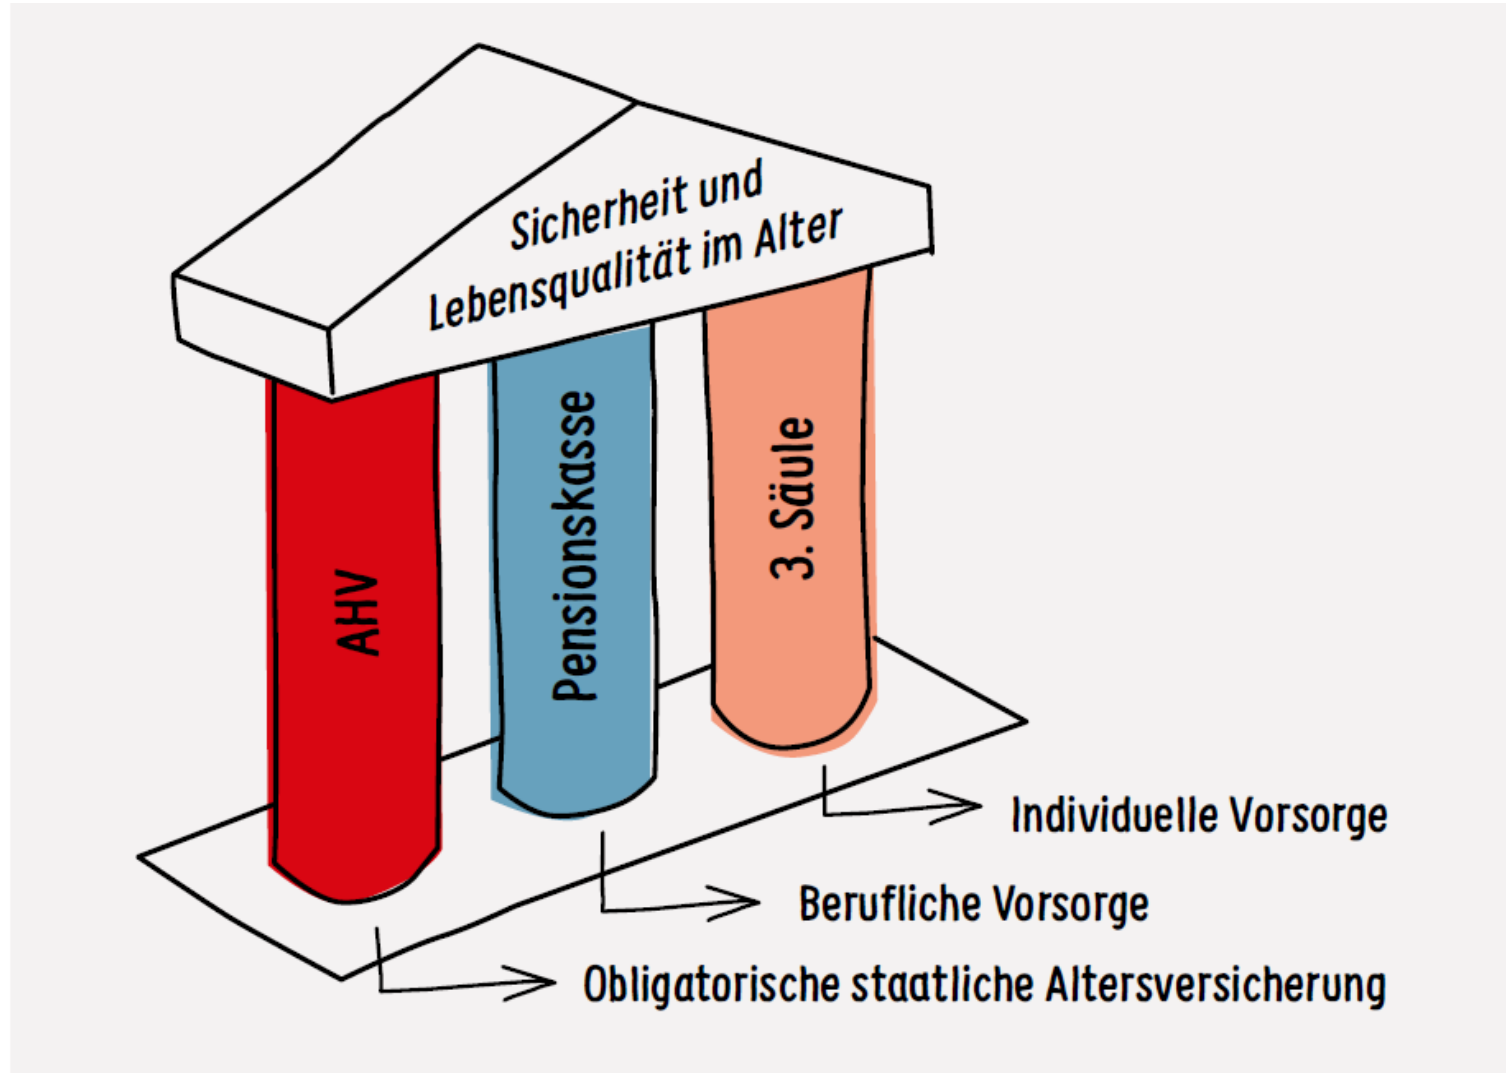 Sicherheit und
Lebensqualität im Alter
AHV
Pensionskasse
3. Säule
Individuelle Vorsorge
Berufliche Vorsorge
Obligatorische staatliche Altersversicherung